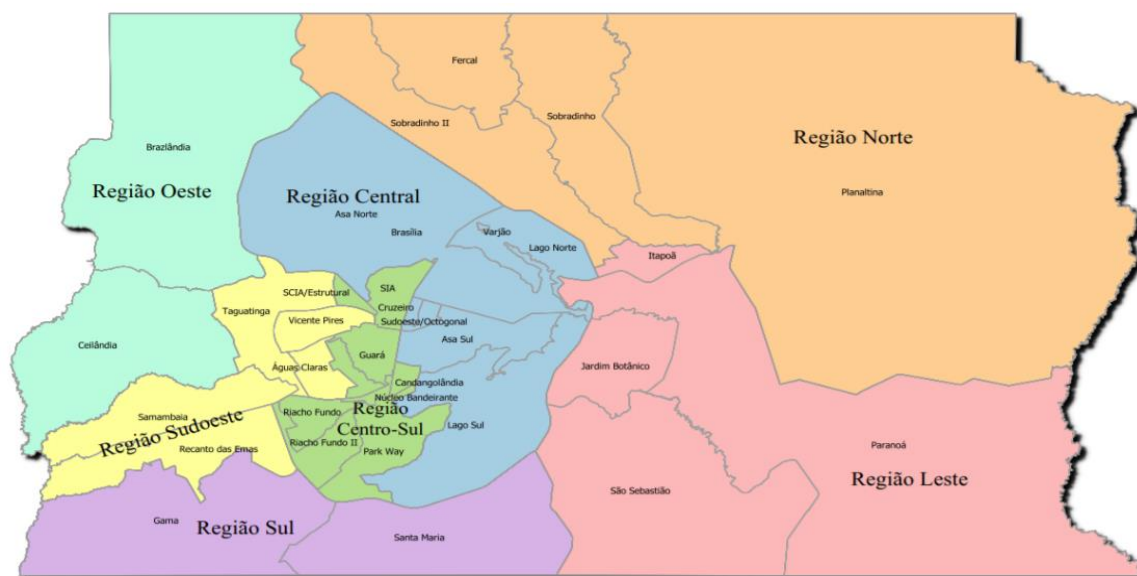 Fercal
Sobradinho
Sobradinho II
Região Norte
Planaltina
Brazlândia
Região Oeste
Região Central
Asa Norte
Brasília
Varjão
Lago Norte
Itapoã
SCIA/Estrutural
SIA
Taguatinga
Cruzeiro
Vicente Pires
Sudoeste/Octogonal
Asa Sul
Ceilândia
Guará
Águas Claras
Jardim Botânico
Candangolândia
Núcleo Bandeirante
Samambaia
Riacho Fundo
Região
Centro-Sul
Região Sudoeste
Lago Sul
Riacho Fundo II
Recanto das Emas
Park Way
Paranoá
Região Leste
São Sebastião
Gama
Região Sul
Santa Maria